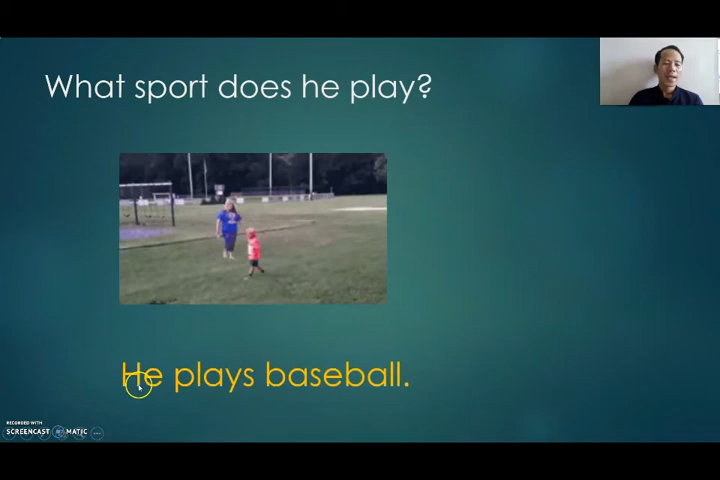 What sport does he play?
He plays baseball.
RECORDED WITH
SCREENCAST MATIC